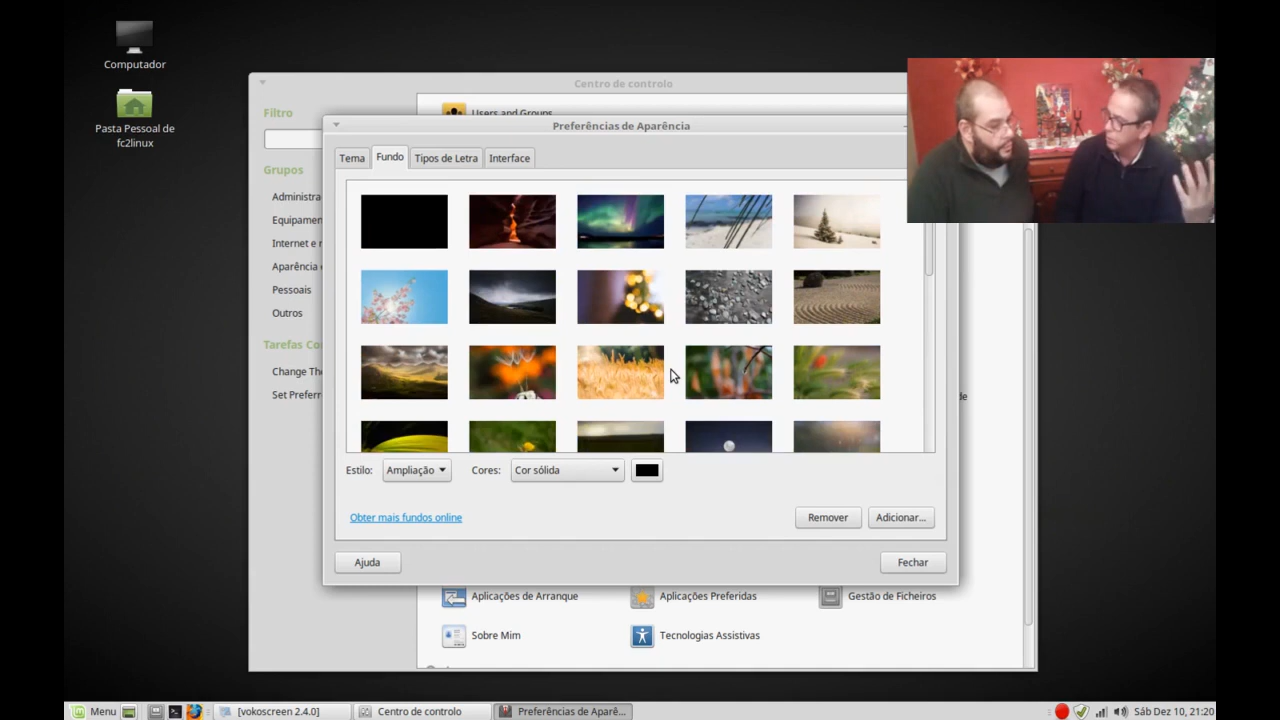 Computador
Pasta Pessoal de
fc2linux
Centro de controlo
Filtro
Users and Groups
Grupos
Administra
Equipamen
Internet e r
Aparência
Pessoais
Outros
Tarefas Co
Change The
Set Preferr
Preferências de Aparência
Tema
Fundo
Tipos de Letra
Interface
Estilo:
Ampliação
Cores:
Cor sólida
Obter mais fundos online
Remover
Adicionar...
Ajuda
Fechar
de
Aplicações de Arranque
Aplicações Preferidas
Gestão de Ficheiros
Sobre Mim
Tecnologias Assistivas
Menu
[vokoscreen 2.4.0]
Centro de controlo
Preferências de Aparê...
Sáb Dez 10, 21:20